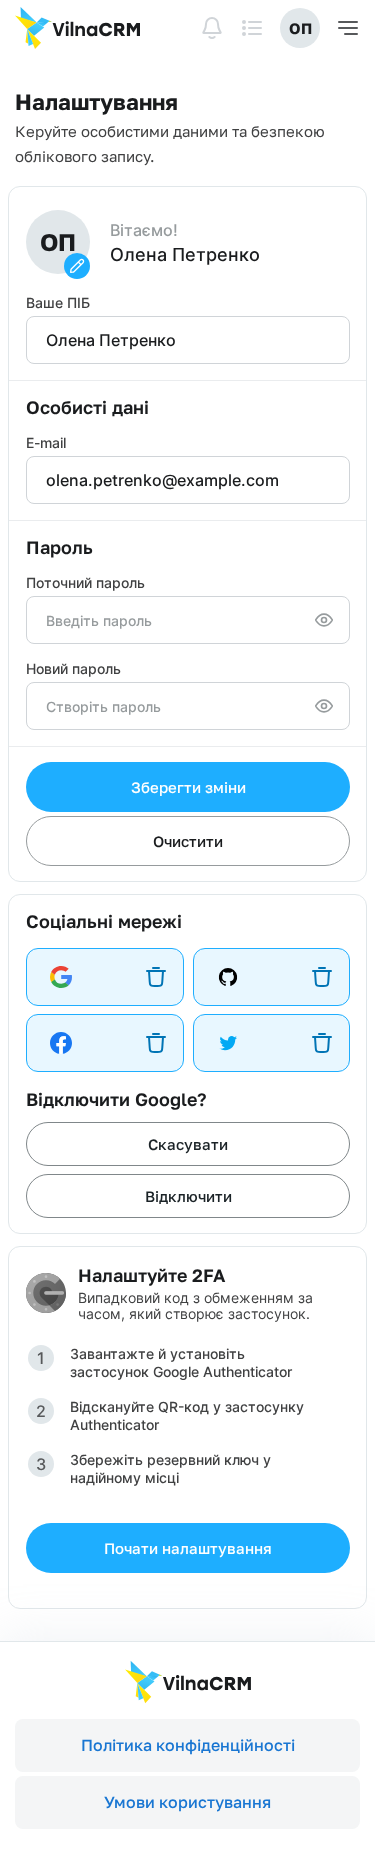 VilnaCRM
ОП
Налаштування
Керуйте особистими даними та безпекою
облікового запису.
ОП
Вітаємо!
Олена Петренко
Ваше ПІБ
Олена Петренко
Особисті дані
E-mail
olena.petrenko@example.com
Пароль
Поточний пароль
Введіть пароль
Новий пароль
Створіть пароль
Зберегти зміни
Очистити
Соціальні мережі
Відключити Google?
Скасувати
Відключити
Налаштуйте 2FA
Випадковий код з обмеженням за
часом, який створює застосунок.
1
Завантажте й установіть
застосунок Google Authenticator
2
Відскануйте QR-код у застосунку
Authenticator
3
Збережіть резервний ключ у
надійному місці
Почати налаштування
VilnaCRM
Політика конфіденційності
Умови користування